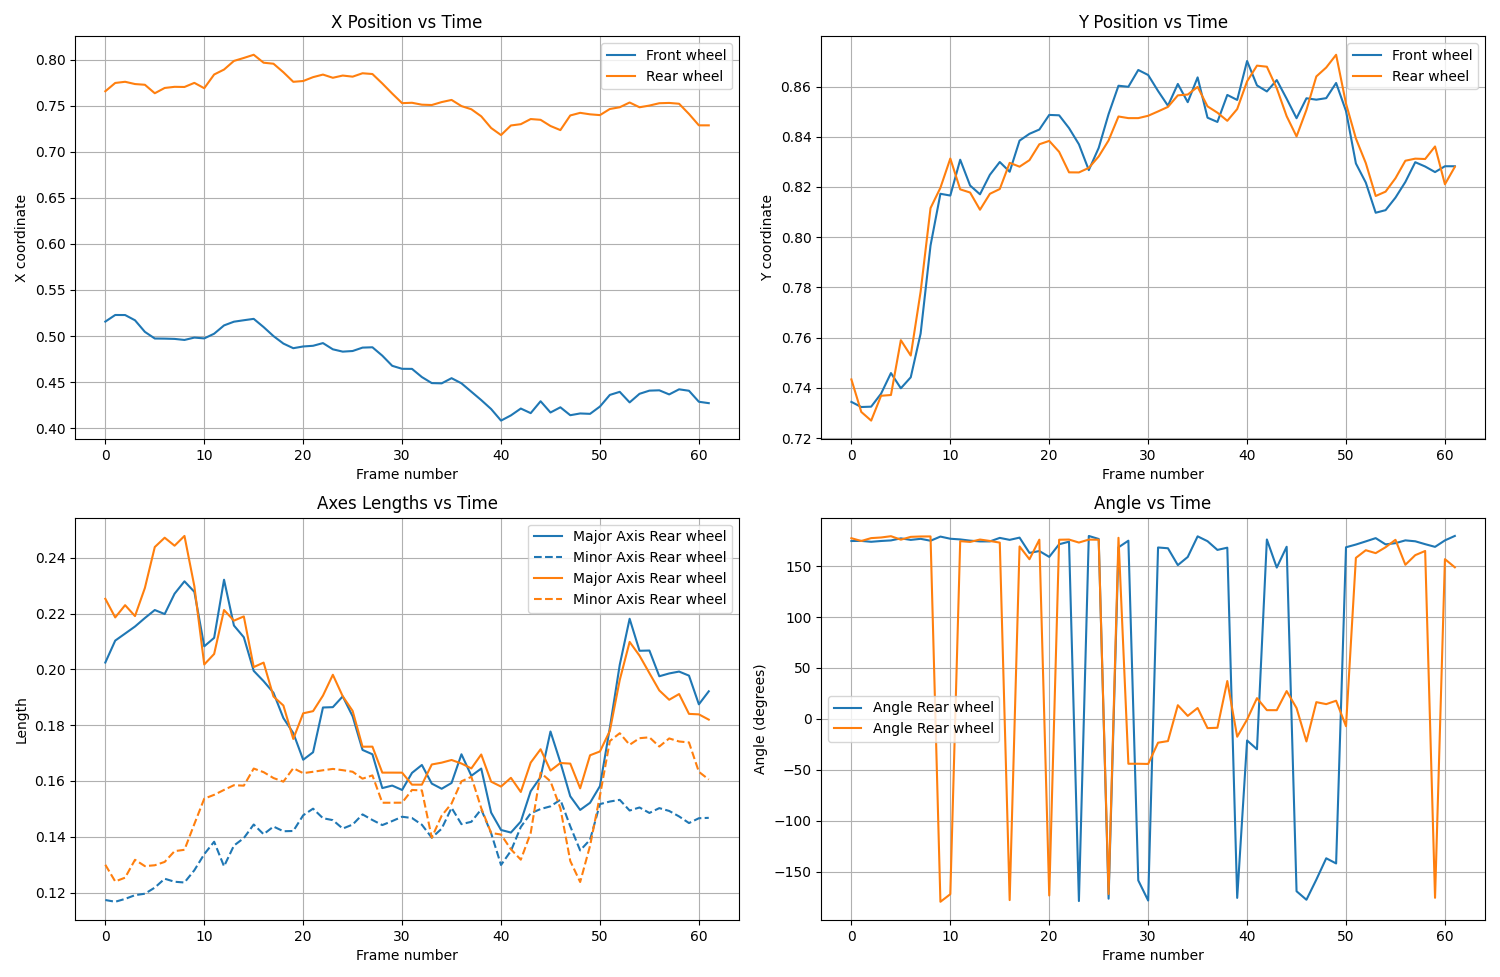 X Position vs Time
Front wheel
Rear wheel
0.80
0.75
0.70
0.65
0.60
0.55
0.50
0.45
0.40
X coordinate
0 10 20 30 40 50 60
Frame number
Y Position vs Time
Front wheel
Rear wheel
0.86
0.84
0.82
0.80
0.78
0.76
0.74
0.72
Y coordinate
0 10 20 30 40 50 60
Frame number
Axes Lengths vs Time
Major Axis Rear wheel
Minor Axis Rear wheel
Major Axis Rear wheel
Minor Axis Rear wheel
0.24
0.22
0.20
0.18
0.16
0.14
0.12
Length
0 10 20 30 40 50 60
Frame number
Angle vs Time
Angle Rear wheel
Angle Rear wheel
150
100
50
0
−50
−100
−150
Angle (degrees)
0 10 20 30 40 50 60
Frame number